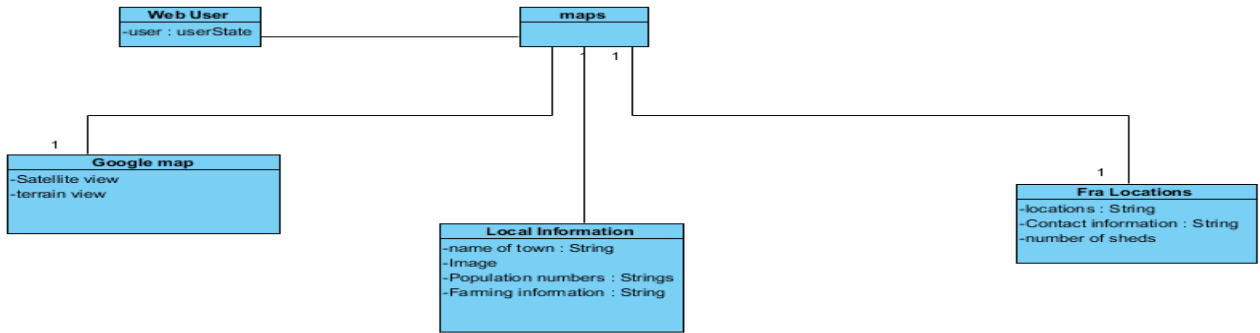 Web User
-user : userState
maps
1
1
1
Google map
-Satellite view
-terrain view
1
Fra Locations
-locations : String
-Contact information : String
-number of sheds
Local Information
-name of town : String
-Image
-Population numbers : Strings
-Farming information : String